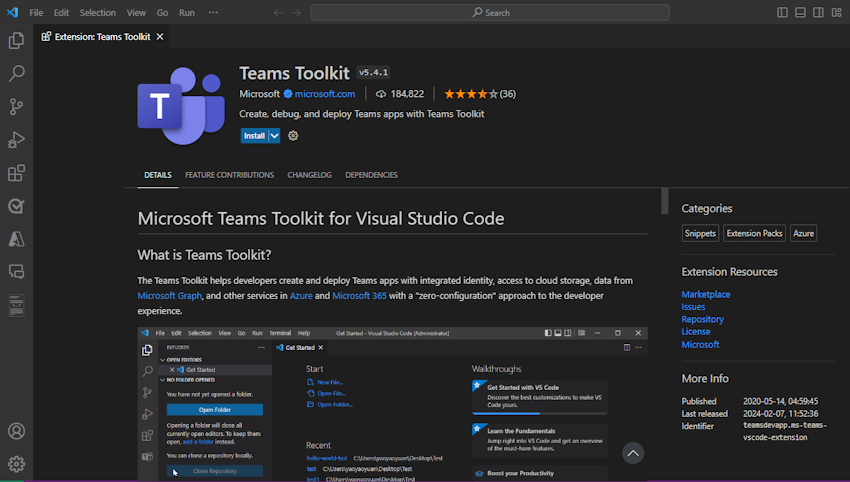 File Edit Selection View Go Run ··· Search
Extension: Teams Toolkit
Teams Toolkit v5.4.1
Microsoft microsoft.com 184,822 (36)
Create, debug, and deploy Teams apps with Teams Toolkit
Install
DETAILS FEATURE CONTRIBUTIONS CHANGELOG DEPENDENCIES
T
Microsoft Teams Toolkit for Visual Studio Code
What is Teams Toolkit?
The Teams Toolkit helps developers create and deploy Teams apps with integrated identity, access to cloud storage, data from
Microsoft Graph, and other services in Azure and Microsoft 365 with a "zero-configuration" approach to the developer
experience.
File Edit Selection View Go Run Terminal Help Get Started - Visual Studio Code [Administrator]
EXPLORER
Get Started
OPEN EDITORS
Get Started
NO FOLDER OPENED
You have not yet opened a folder.
Open Folder
Opening a folder will close all
currently open editors. To keep them
open, add a folder instead.
You can clone a repository locally.
Clone Repository
Start
New File...
Open File...
Open Folder...
Recent
hello-world-bot C:\Users\yaoyaoyuan\Desktop\Test
test C:\Users\yaoyaoyuan\Desktop
test1 C:\Users\yaoyaoyuan\Desktop\Test
Walkthroughs
Get Started with VS Code
Discover the best customizations to make VS
Code yours.
Learn the Fundamentals
Jump right into VS Code and get an overview
of the must-have features.
Boost your Productivity
Categories
Snippets Extension Packs Azure
Extension Resources
Marketplace
Issues
Repository
License
Microsoft
More Info
Published 2020-05-14, 04:59:45
Last released 2024-02-07, 11:52:36
Identifier teamsdevapp.ms-teams-
vscode-extension